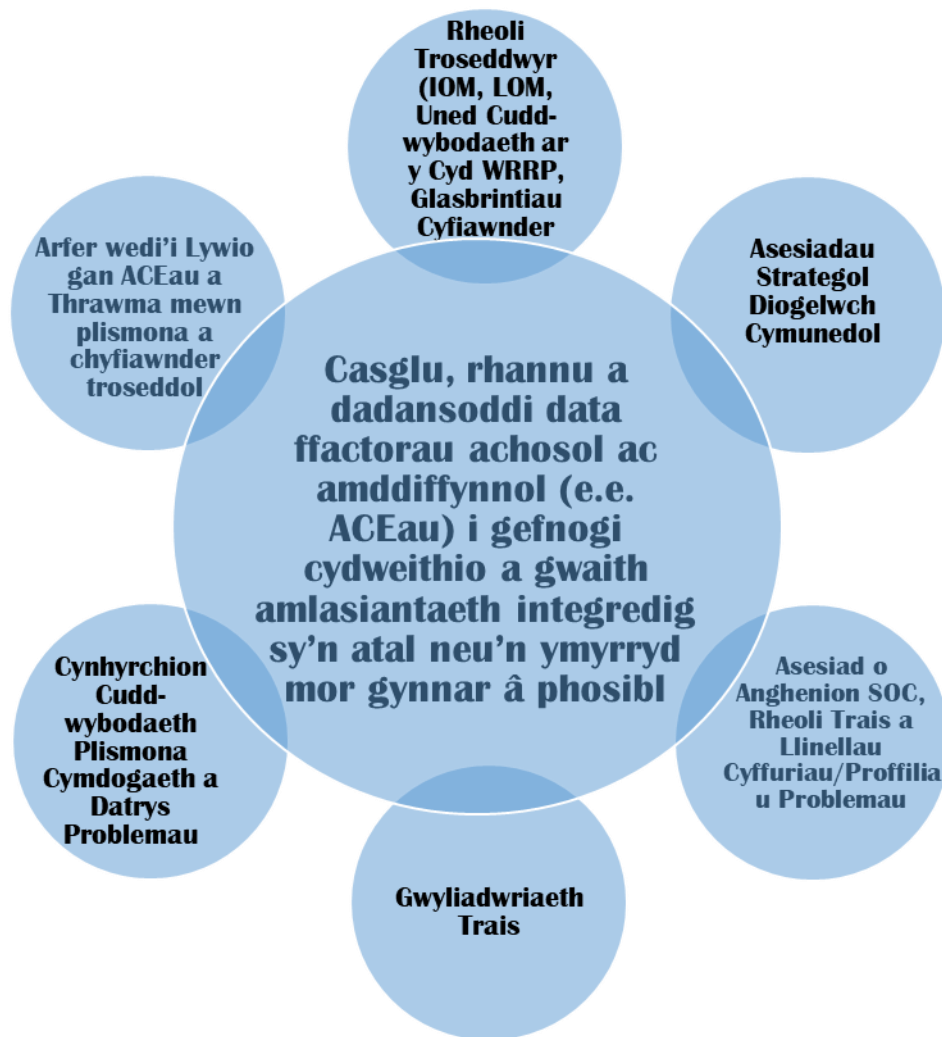 Rheoli
Troseddwyr
(IOM, LOM,
Uned Cudd-
wybodaeth ar
y Cyd WRRP,
Glasbrintiau
Cyfiawnder
Arfer wedi’i Lywio
gan ACEau a
Thrawma mewn
plismona a
chyfiawnder
troseddol
Asesiadau
Strategol
Diogelwch
Cymunedol
Casglu, rhannu a
dadansoddi data
ffactorau achosol ac
amddiffynnol (e.e.
ACEau) i gefnogi
cydweithio a gwaith
amlasiantaeth integredig
sy’n atal neu’n ymyrryd
mor gynnar â phosibl
Cynhyrchion
Cudd-
wybodaeth
Plismona
Cymdogaeth a
Datrys
Problemau
Asesiad o
Anghenion SOC,
Rheoli Trais a
Llinellau
Cyffuriau/Proffilia
u Problemau
Gwyliadwriaeth
Trais